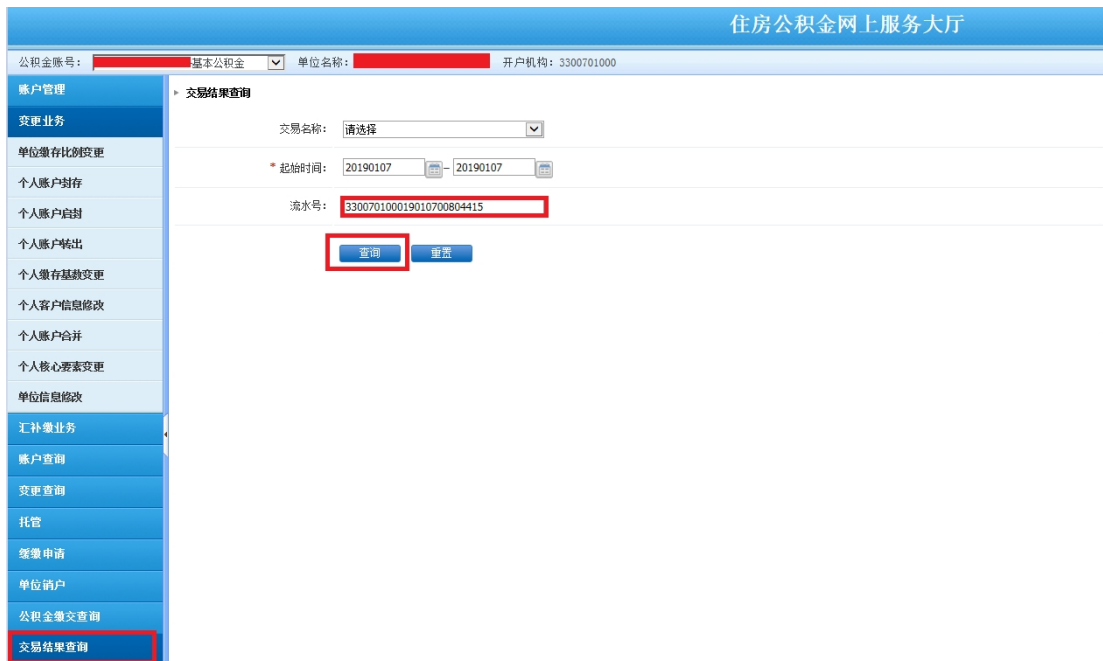 住房公积金网上服务大厅
公积金账号： 基本公积金 单位名称： 开户机构：3300701000
账户管理
变更业务
单位缴存比例变更
个人账户封存
个人账户启封
个人账户转出
个人缴存基数变更
个人客户信息修改
个人账户合并
个人核心要素变更
单位信息修改
汇补缴业务
账户查询
变更查询
托管
缓缴申请
单位销户
公积金缴交查询
交易结果查询
交易结果查询
交易名称： 请选择
* 起始时间： 20190107 - 20190107
流水号： 330070100019010700804415
查询 重置